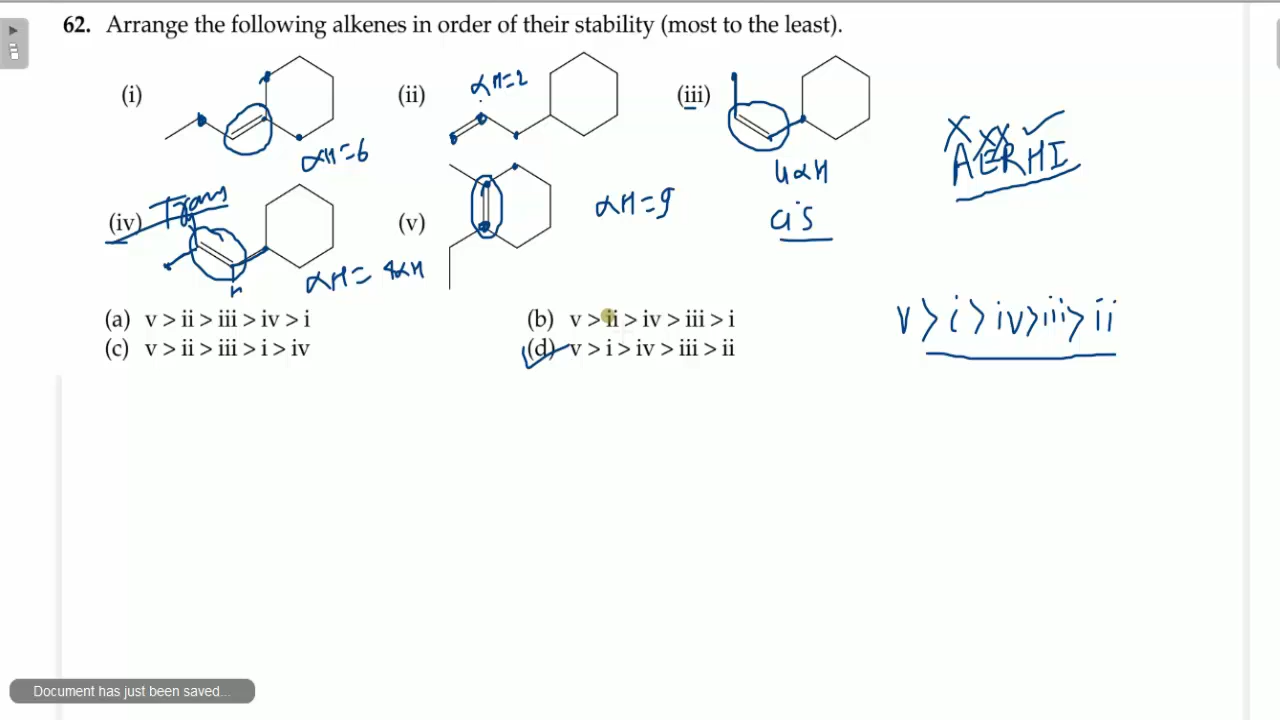 62. Arrange the following alkenes in order of their stability (most to the least).
(i)
αH=6
(ii)
αH=2
(iii)
4αH
cis
AERHI
(iv)
Trans
H
αH= 4αH
(v)
αH=9
(a) v > ii > iii > iv > i
(b) v > ii > iv > iii > i
(c) v > ii > iii > i > iv
(d) v > i > iv > iii > ii
v > i > iv > iii > ii
Document has just been saved...